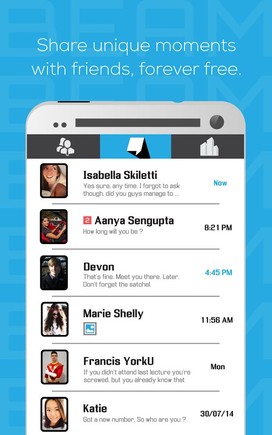 BEAM
Share unique moments
with friends, forever free.
Isabella Skiletti
Yes sure, any time. I forgot to ask
though, did you guys manage to ...
Now
2 Aanya Sengupta
How long will you be ?
8:21 PM
Devon
That's fine. Meet you there. Later.
Don't forget the satchel.
4:45 PM
Marie Shelly
11:56 AM
Francis YorkU
If you didn't attend last lecture you're
screwed, but you already know that
Mon
Katie
Got a new number. So who are you ?
30/07/14